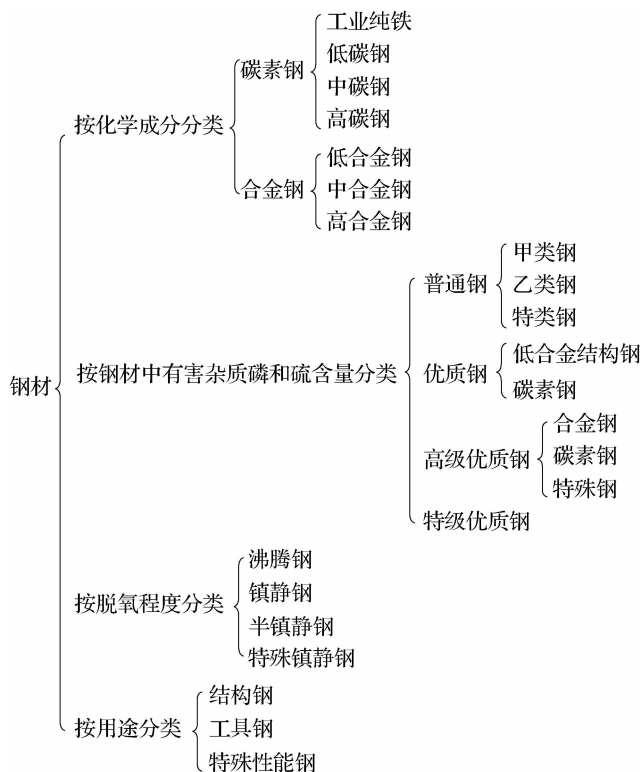 钢材
按化学成分分类
碳素钢
工业纯铁
低碳钢
中碳钢
高碳钢
合金钢
低合金钢
中合金钢
高合金钢
按钢材中有害杂质磷和硫含量分类
普通钢
甲类钢
乙类钢
特类钢
优质钢
低合金结构钢
碳素钢
高级优质钢
合金钢
碳素钢
特殊钢
特级优质钢
按脱氧程度分类
沸腾钢
镇静钢
半镇静钢
特殊镇静钢
按用途分类
结构钢
工具钢
特殊性能钢